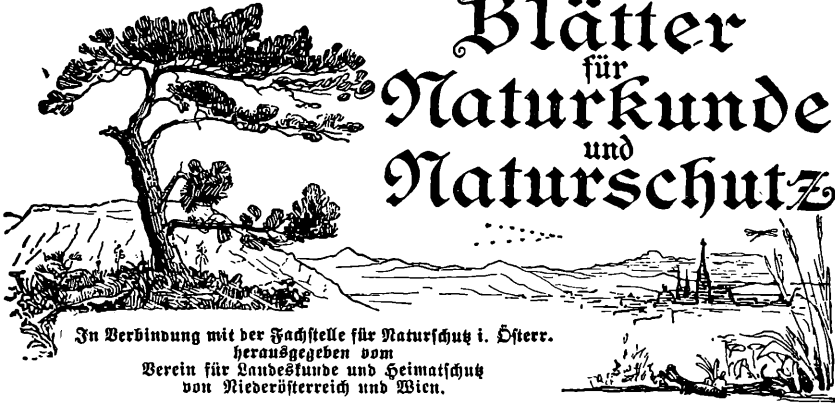 Blätter
für
Naturkunde
und
Naturschutz
In Verbindung mit der Fachstelle für Naturschutz i. Österr.
herausgegeben vom
Verein für Landeskunde und Heimatschutz
von Niederösterreich und Wien.